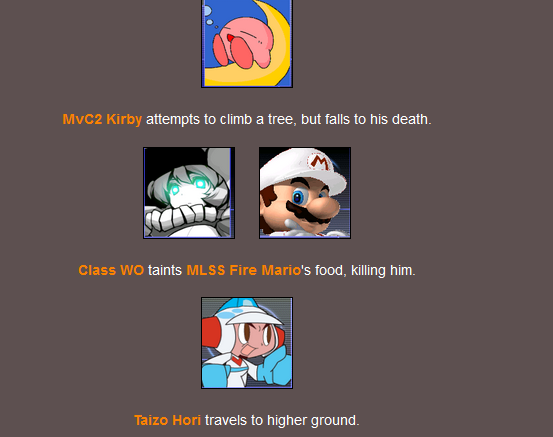 MvC2 Kirby attempts to climb a tree, but falls to his death.
M
Class WO taints MLSS Fire Mario's food, killing him.
Taizo Hori travels to higher ground.